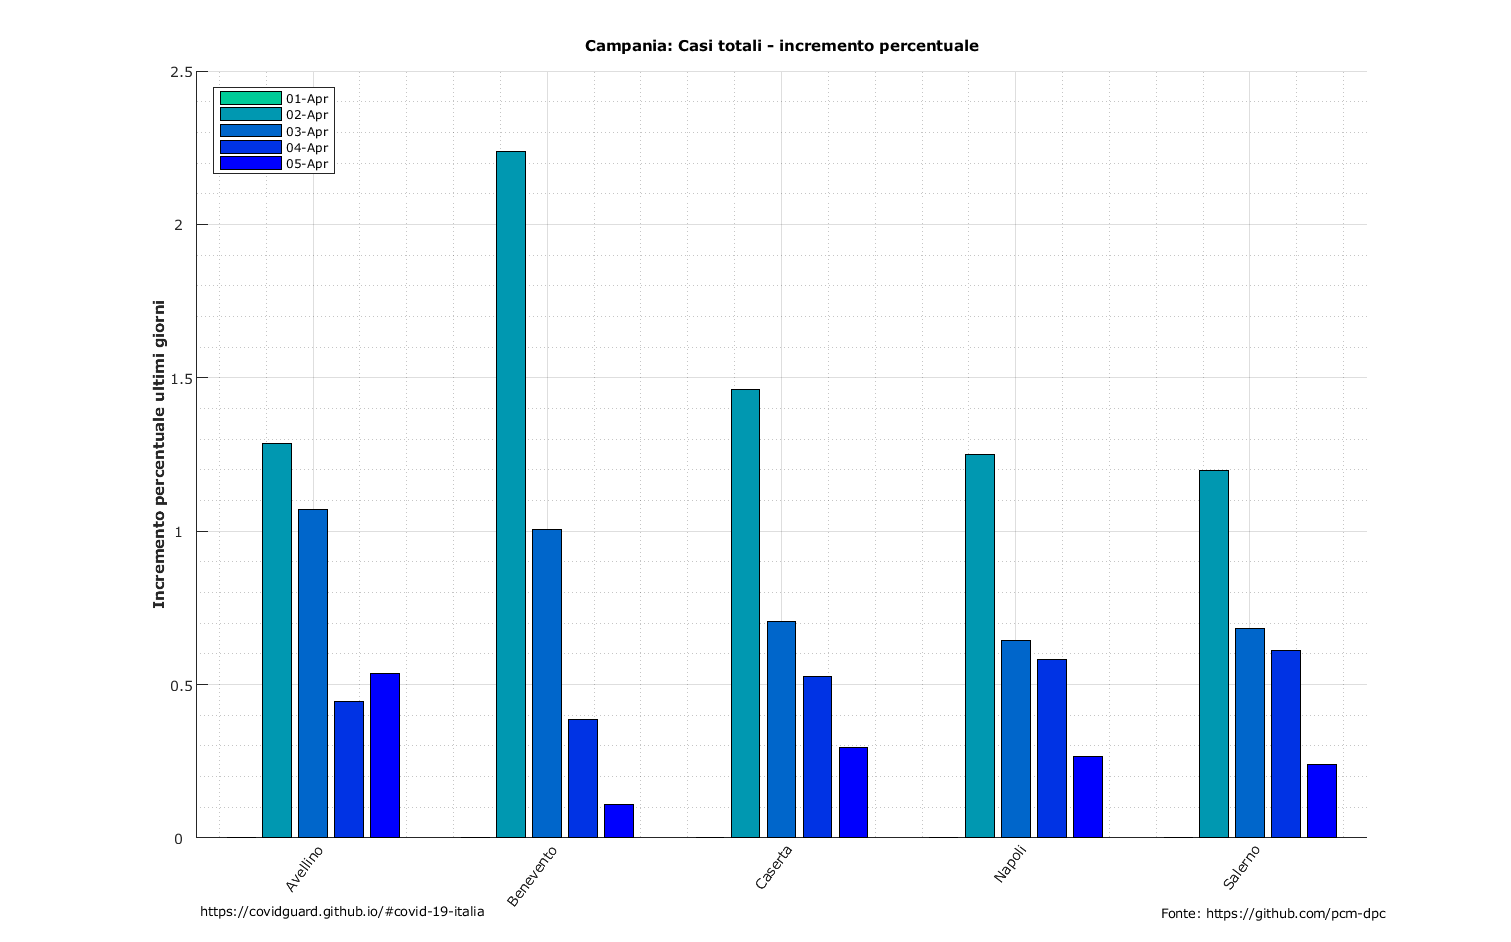 Campania: Casi totali - incremento percentuale
2.5
2
1.5
1
0.5
0
Incremento percentuale ultimi giorni
01-Apr
02-Apr
03-Apr
04-Apr
05-Apr
Avellino
Benevento
Caserta
Napoli
Salerno
https://covidguard.github.io/#covid-19-italia
Fonte: https://github.com/pcm-dpc